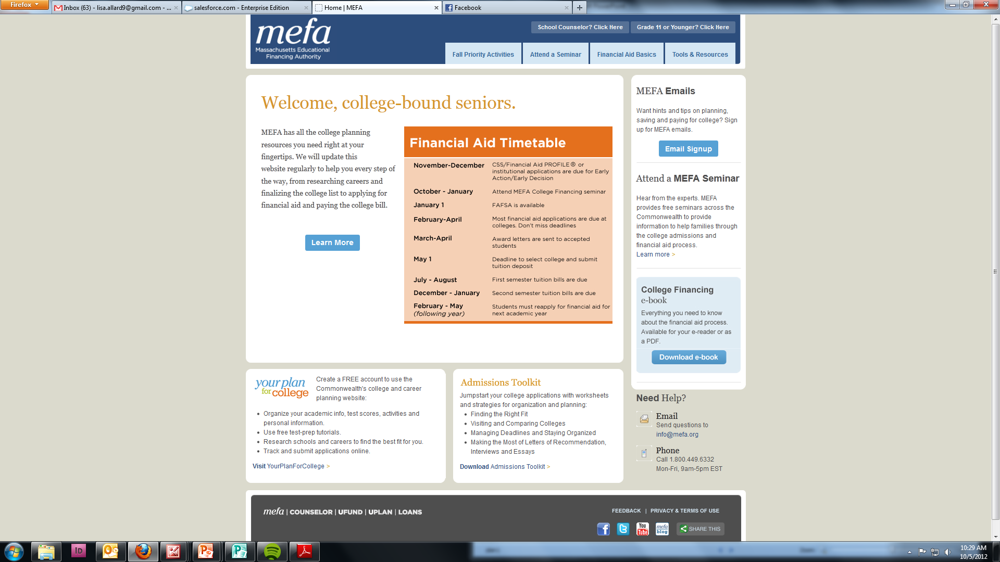 Firefox
Inbox (63) - lisa.allard9@gmail.com - ...
salesforce.com - Enterprise Edition
Home | MEFA
Facebook
mefa
Massachusetts Educational
Financing Authority
School Counselor? Click Here
Grade 11 or Younger? Click Here
Fall Priority Activities
Attend a Seminar
Financial Aid Basics
Tools & Resources
Welcome, college-bound seniors.
MEFA has all the college planning
resources you need right at your
fingertips. We will update this
website regularly to help you every step of
the way, from researching careers and
finalizing the college list to applying for
financial aid and paying the college bill.
Learn More
Financial Aid Timetable
November-December CSS/Financial Aid PROFILE® or
institutional applications are due for Early
Action/Early Decision
October - January Attend MEFA College Financing seminar
January 1 FAFSA is available
February-April Most financial aid applications are due at
colleges. Don't miss deadlines
March-April Award letters are sent to accepted
students
May 1 Deadline to select college and submit
tuition deposit
July - August First semester tuition bills are due
December - January Second semester tuition bills are due
February - May Students must reapply for financial aid for
(following year) next academic year
MEFA Emails
Want hints and tips on planning,
saving and paying for college? Sign
up for MEFA emails.
Email Signup
Attend a MEFA Seminar
Hear from the experts. MEFA
provides free seminars across the
Commonwealth to provide
information to help families through
the college admissions and
financial aid process.
Learn more >
College Financing
e-book
Everything you need to know
about the financial aid process.
Available for your e-reader or as
a PDF.
Download e-book
your plan
for college
Create a FREE account to use the
Commonwealth's college and career
planning website:
• Organize your academic info, test scores, activities and
personal information.
• Use free test-prep tutorials.
• Research schools and careers to find the best fit for you.
• Track and submit applications online.
Visit YourPlanForCollege >
Admissions Toolkit
Jumpstart your college applications with worksheets
and strategies for organization and planning:
• Finding the Right Fit
• Visiting and Comparing Colleges
• Managing Deadlines and Staying Organized
• Making the Most of Letters of Recommendation,
Interviews and Essays
Download Admissions Toolkit >
Need Help?
Email
Send questions to
info@mefa.org
Phone
Call 1.800.449.6332
Mon-Fri, 9am-5pm EST
mefa | COUNSELOR | UFUND | UPLAN | LOANS
FEEDBACK | PRIVACY & TERMS OF USE
You
Tube
mefa
blog
SHARE THIS
Id
10:29 AM
10/5/2012